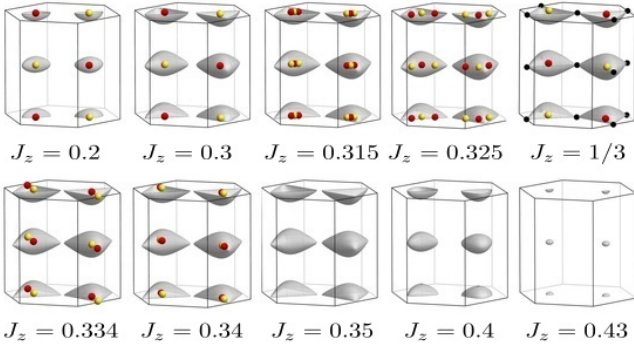 J_z = 0.2 J_z = 0.3 J_z = 0.315 J_z = 0.325 J_z = 1/3
J_z = 0.334 J_z = 0.34 J_z = 0.35 J_z = 0.4 J_z = 0.43